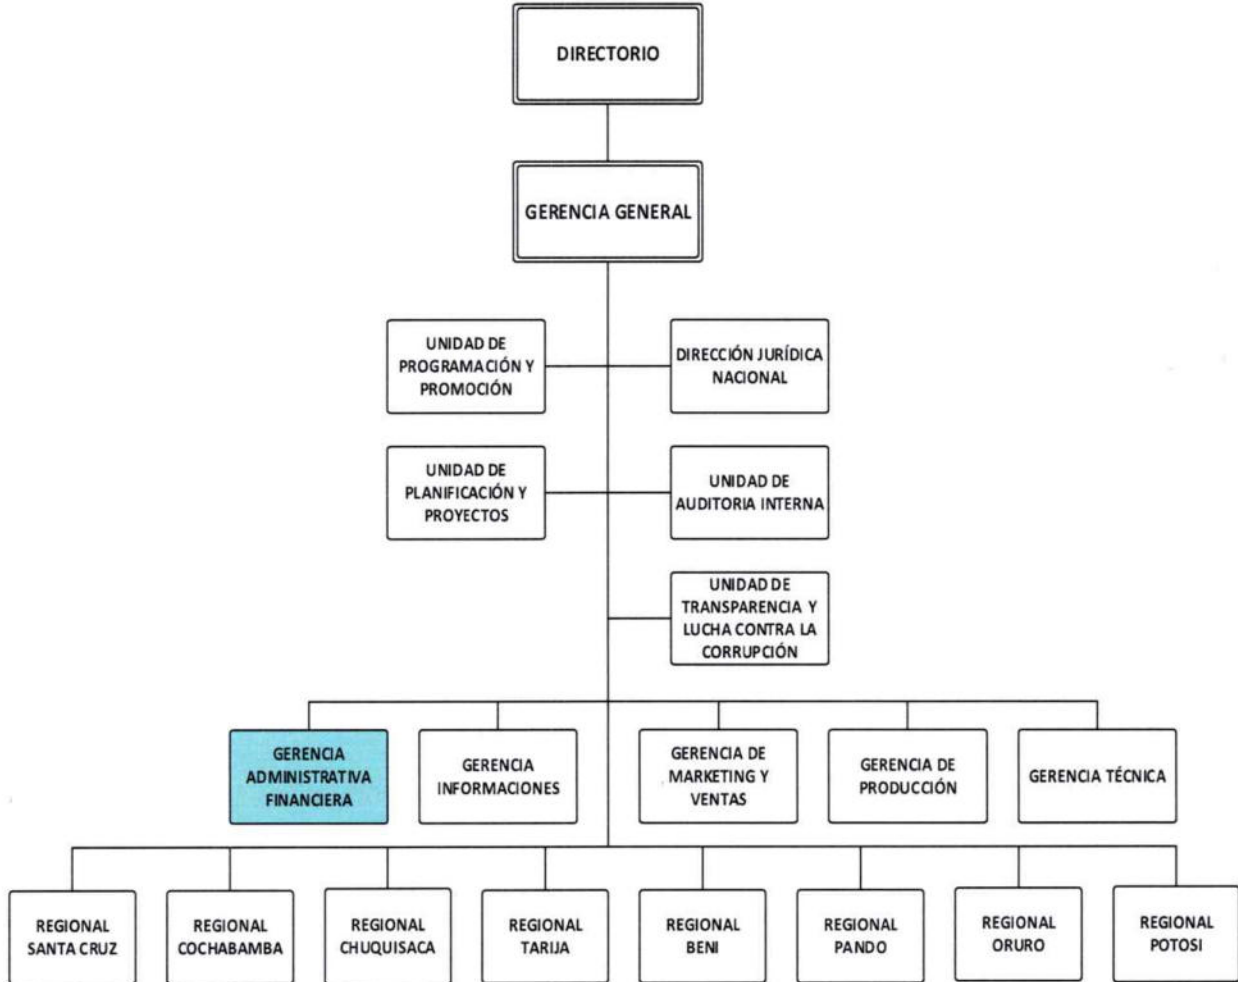 DIRECTORIO
GERENCIA GENERAL
UNIDAD DE
PROGRAMACIÓN Y
PROMOCIÓN
DIRECCIÓN JURÍDICA
NACIONAL
UNIDAD DE
PLANIFICACIÓN Y
PROYECTOS
UNIDAD DE
AUDITORIA INTERNA
UNIDAD DE
TRANSPARENCIA Y
LUCHA CONTRA LA
CORRUPCIÓN
GERENCIA
ADMINISTRATIVA
FINANCIERA
GERENCIA
INFORMACIONES
GERENCIA DE
MARKETING Y
VENTAS
GERENCIA DE
PRODUCCIÓN
GERENCIA TÉCNICA
REGIONAL
SANTA CRUZ
REGIONAL
COCHABAMBA
REGIONAL
CHUQUISACA
REGIONAL
TARIJA
REGIONAL
BENI
REGIONAL
PANDO
REGIONAL
ORURO
REGIONAL
POTOSI